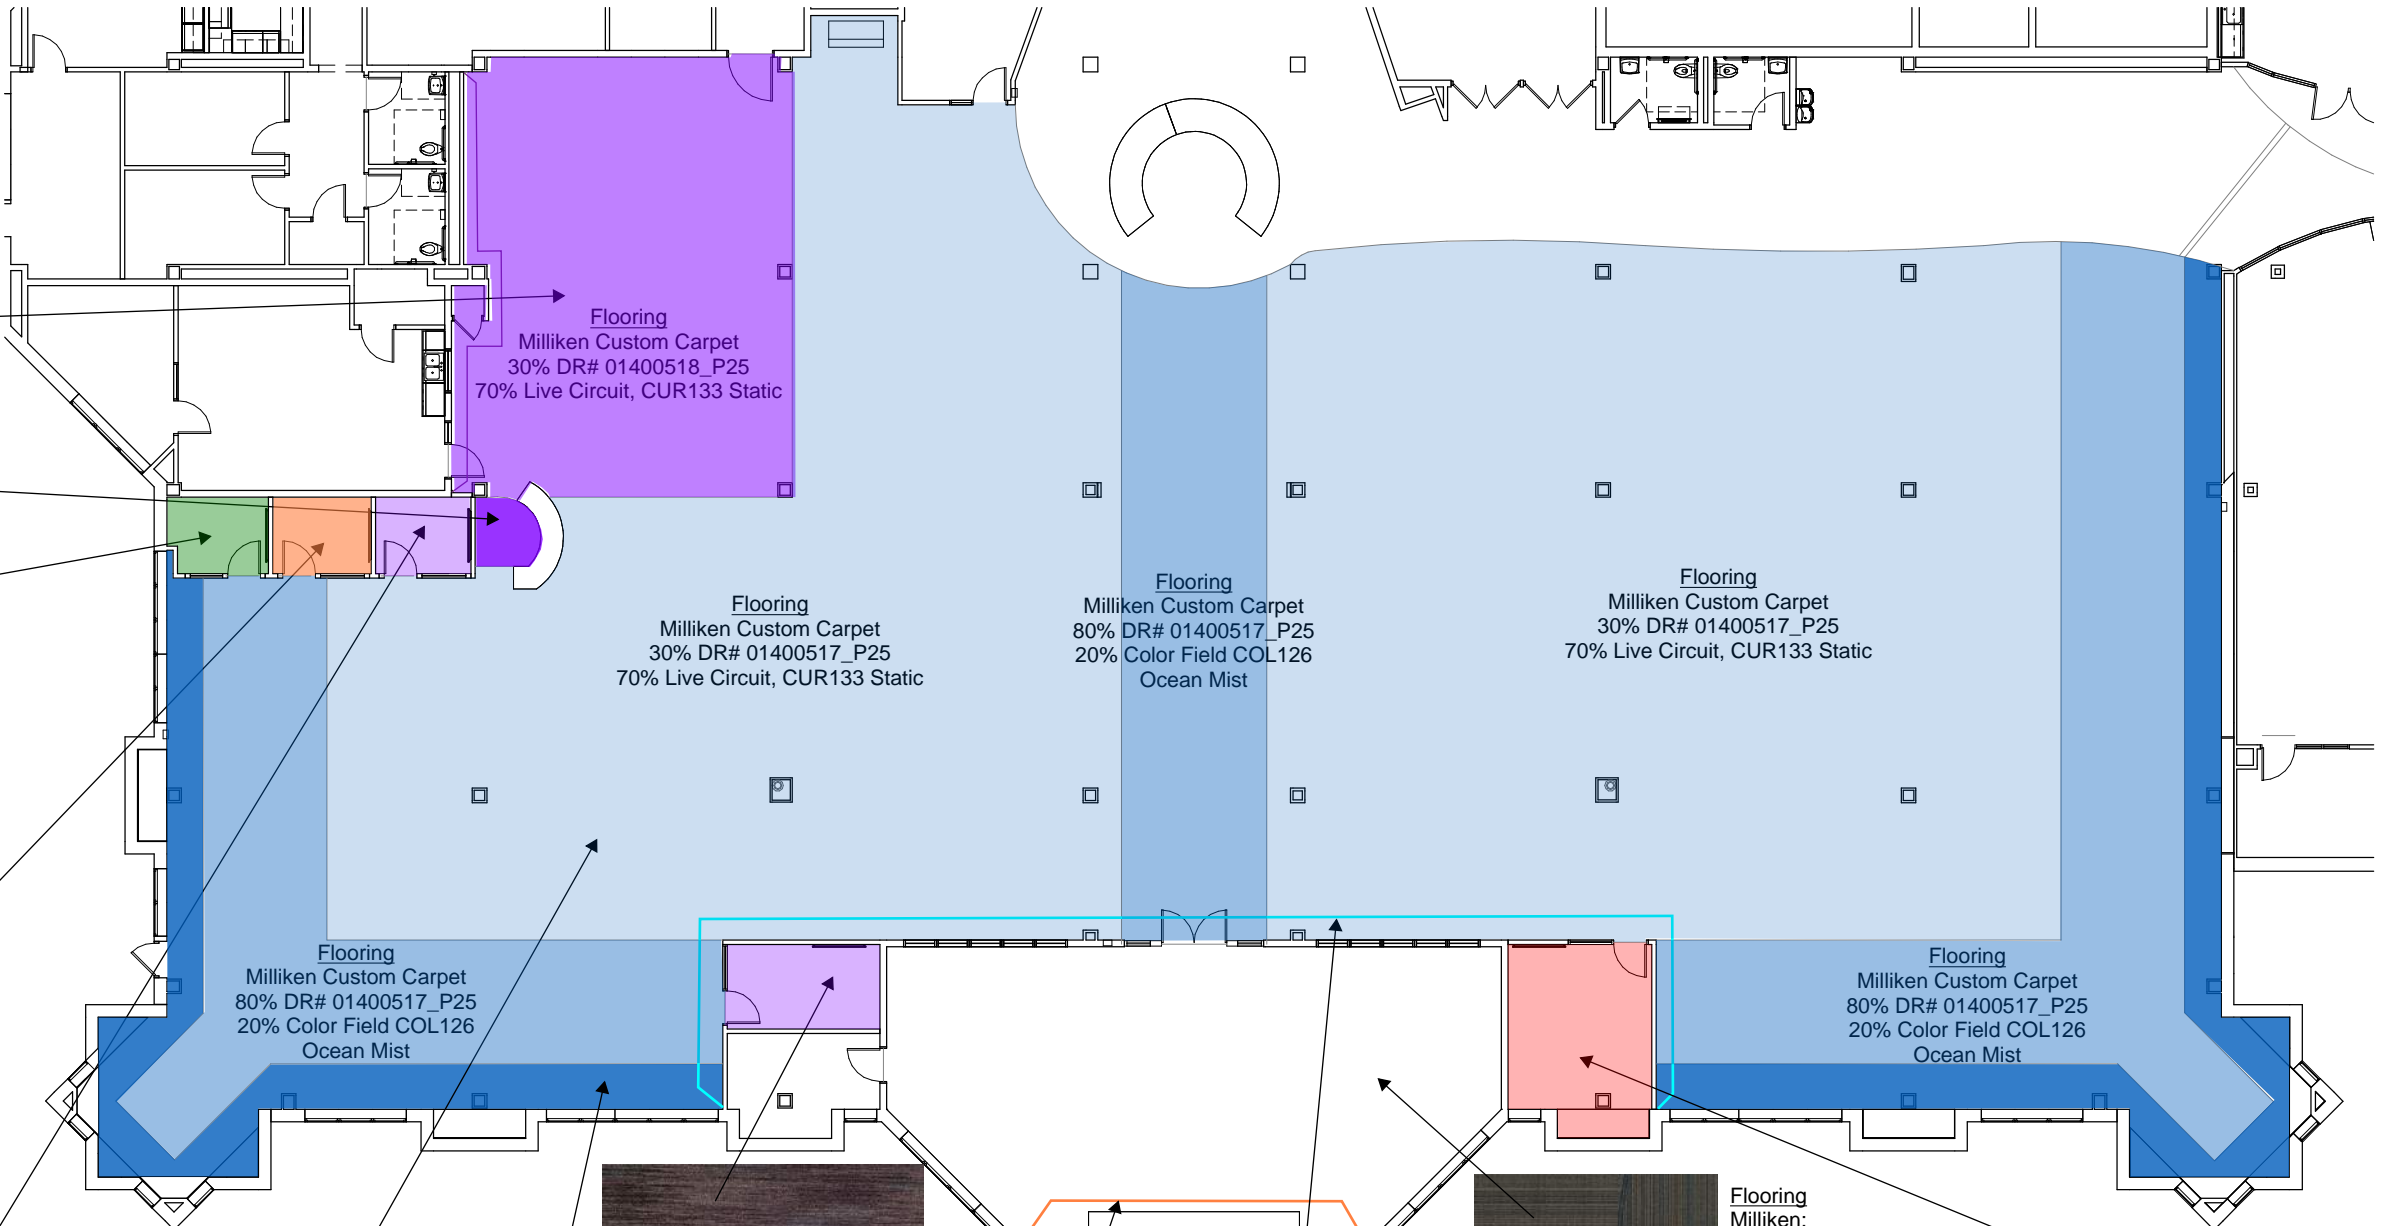 Flooring
Milliken Custom Carpet
30% DR# 01400518_P25
70% Live Circuit, CUR133 Static
Flooring
Milliken Custom Carpet
30% DR# 01400517_P25
70% Live Circuit, CUR133 Static
Flooring
Milliken Custom Carpet
80% DR# 01400517_P25
20% Color Field COL126
Ocean Mist
Flooring
Milliken Custom Carpet
30% DR# 01400517_P25
70% Live Circuit, CUR133 Static
Flooring
Milliken Custom Carpet
80% DR# 01400517_P25
20% Color Field COL126
Ocean Mist
Flooring
Milliken Custom Carpet
80% DR# 01400517_P25
20% Color Field COL126
Ocean Mist
Flooring
Milliken: